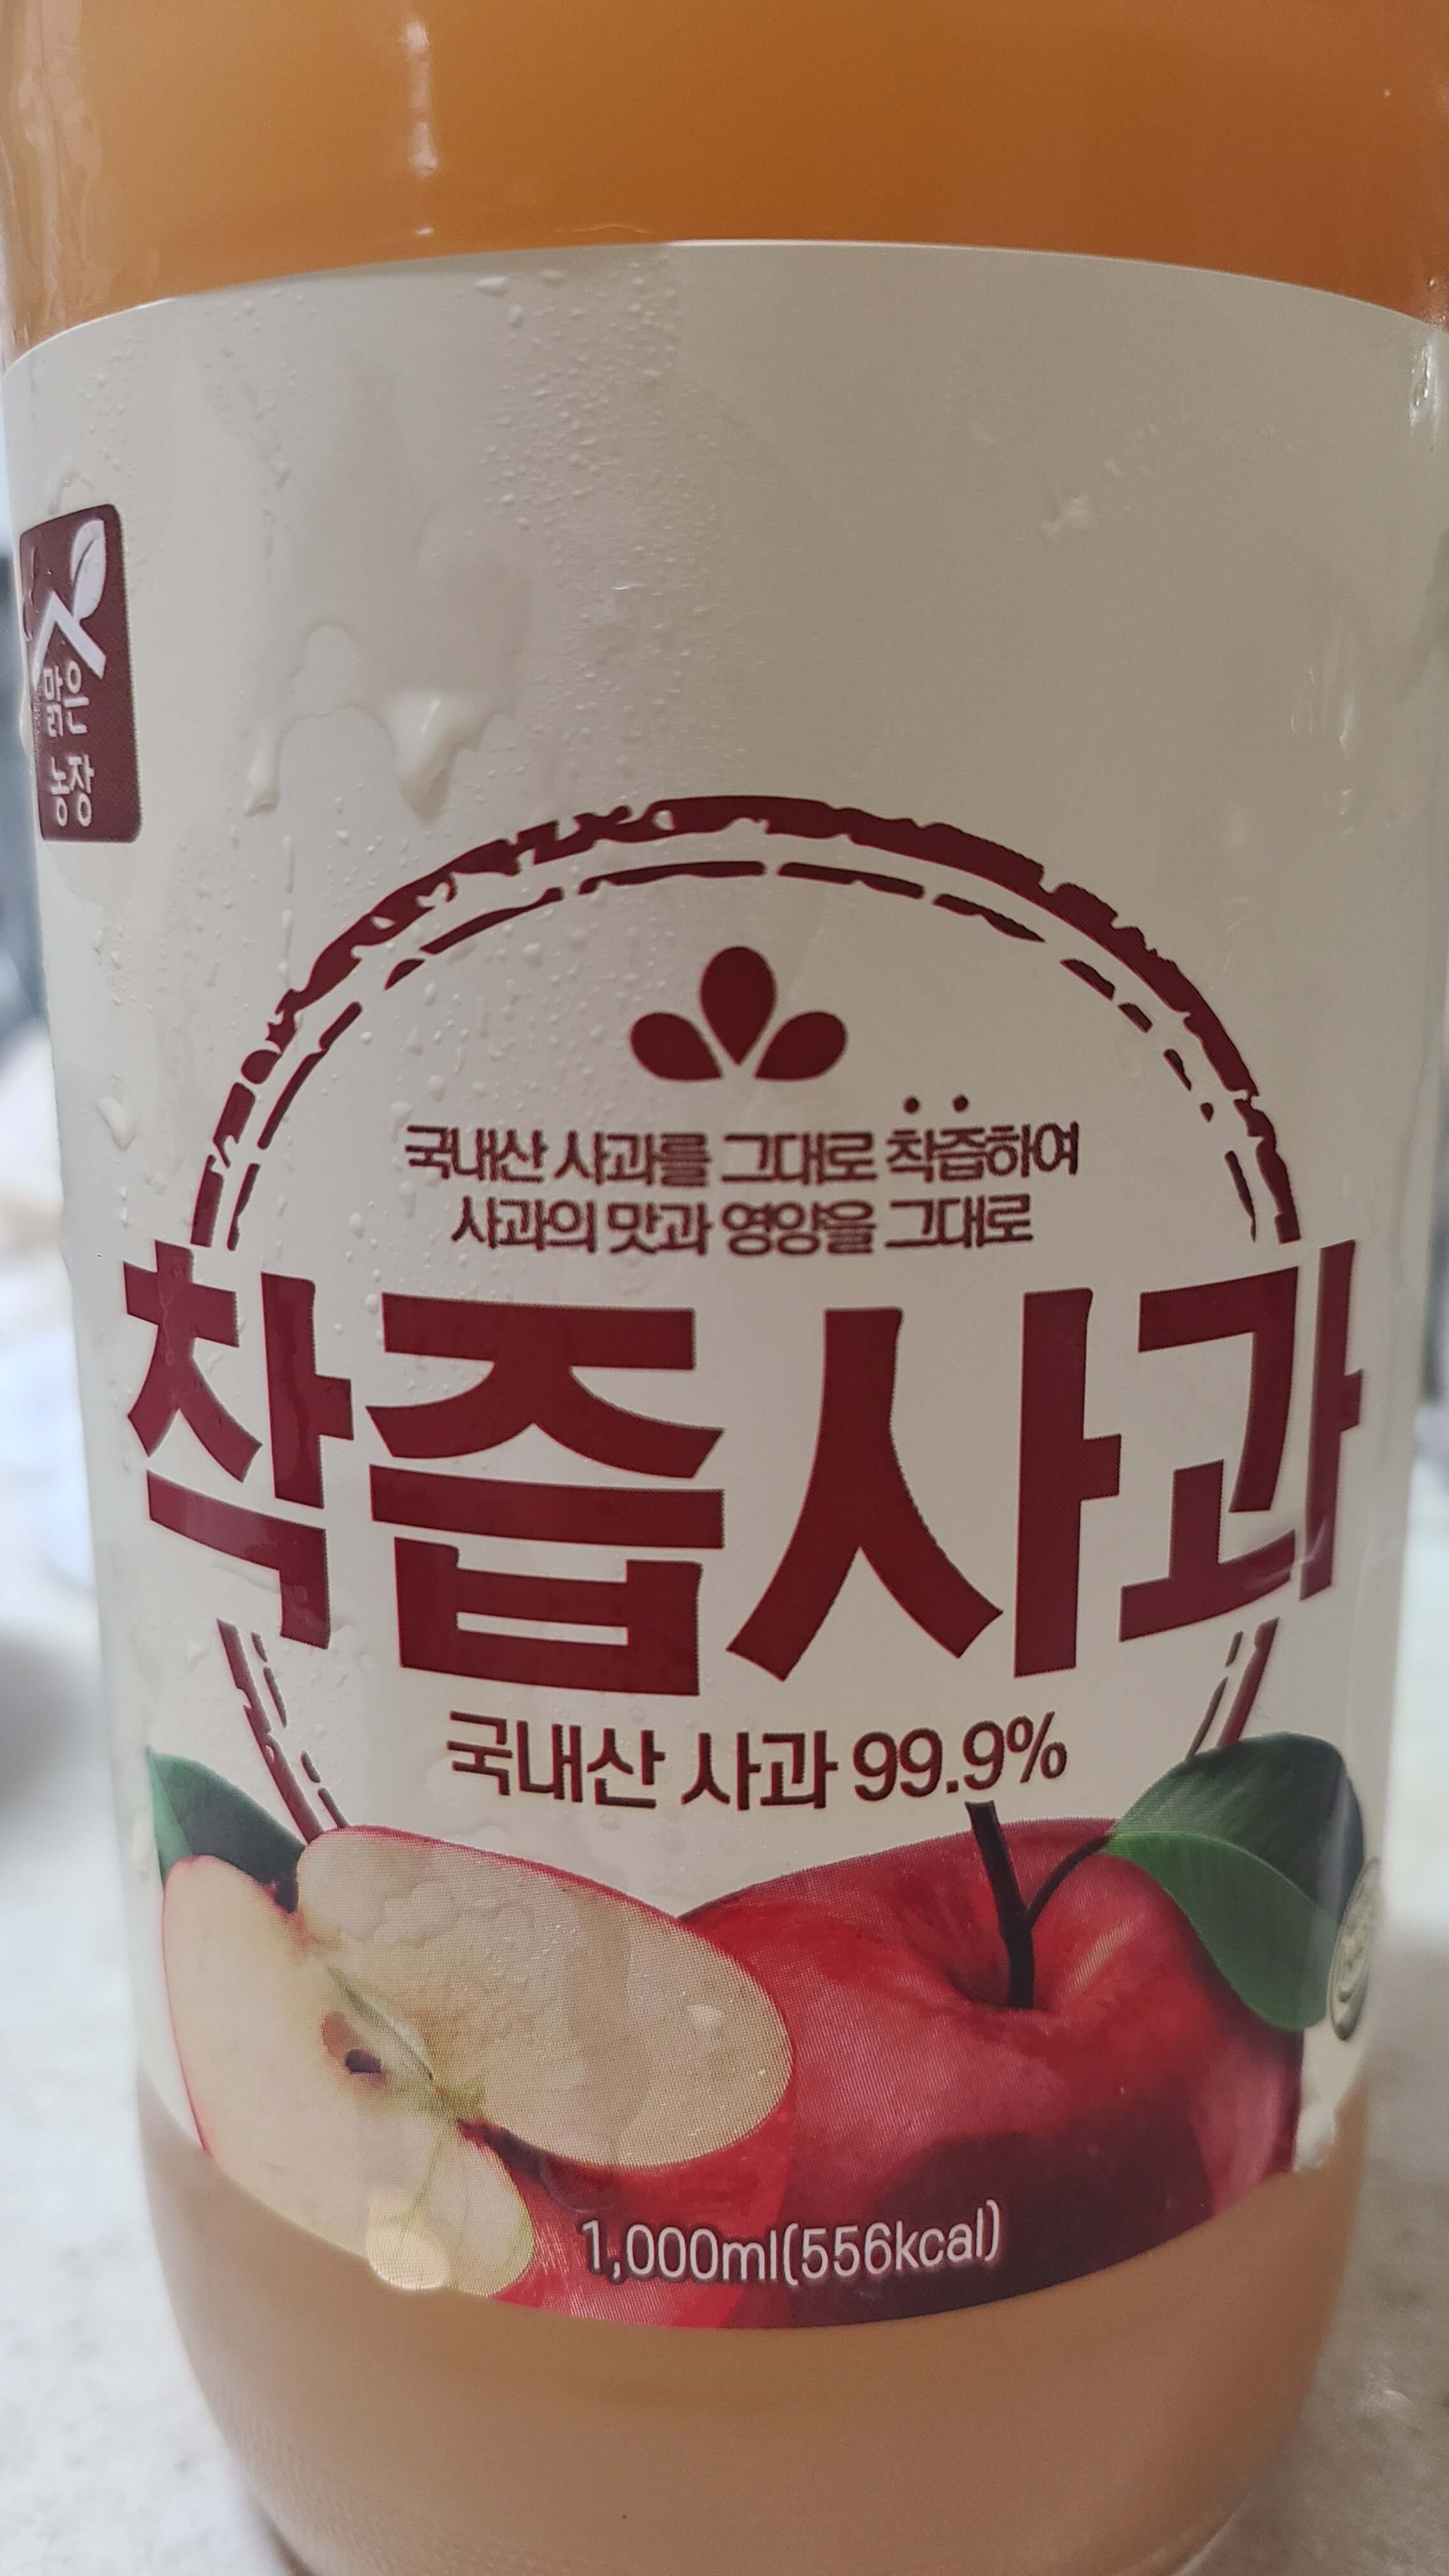 맑은
농장
국내산 사과를 그대로 착즙하여
사과의 맛과 영양을 그대로
착즙사과
국내산 사과 99.9%
1,000ml(556kcal)